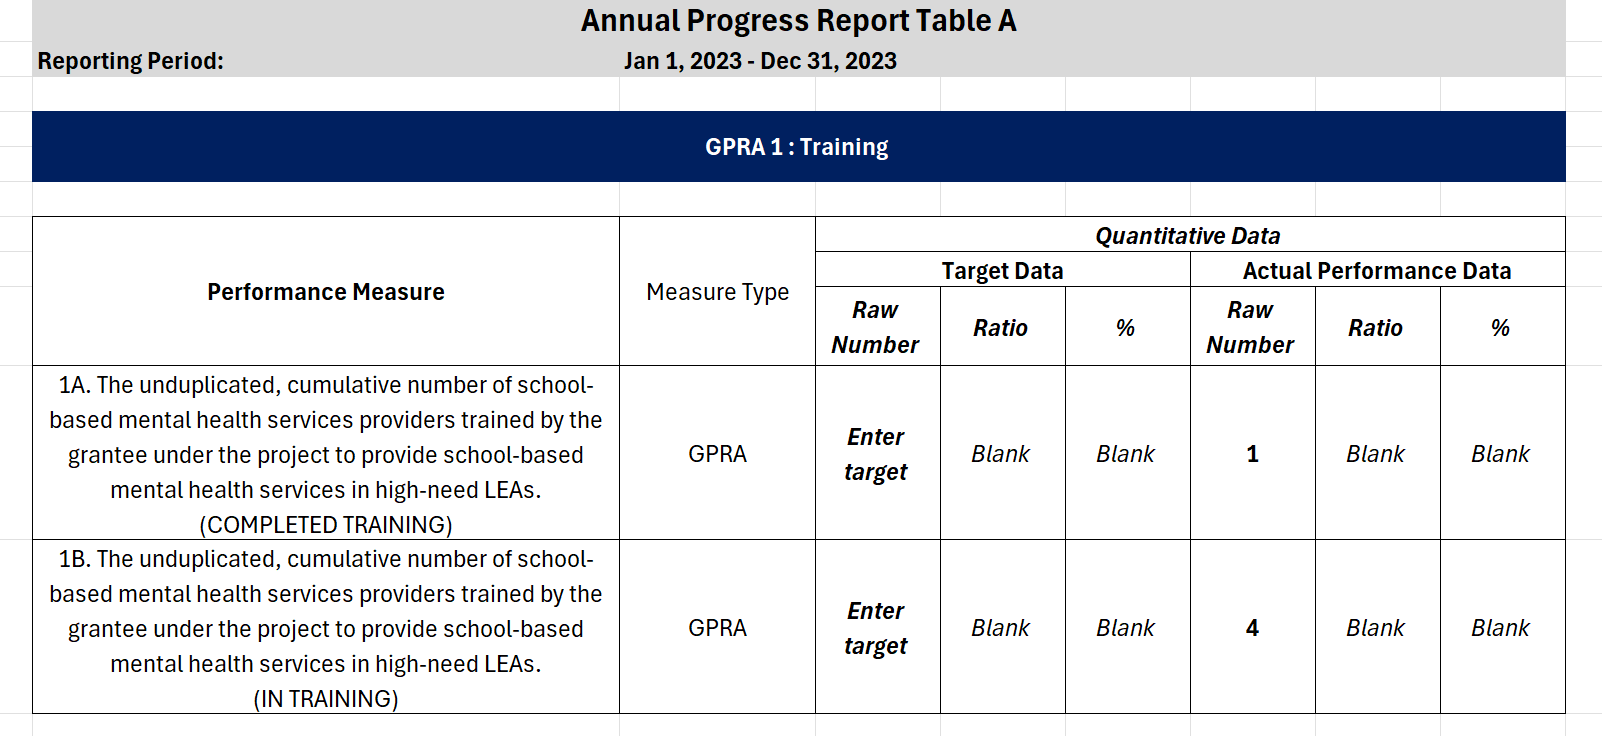 Annual Progress Report Table A
Reporting Period: Jan 1, 2023 - Dec 31, 2023
GPRA 1 : Training
Performance Measure
Measure Type
Quantitative Data
Target Data
Actual Performance Data
Raw
Number
Ratio
%
Raw
Number
Ratio
%
1A. The unduplicated, cumulative number of school-
based mental health services providers trained by the
grantee under the project to provide school-based
mental health services in high-need LEAs.
(COMPLETED TRAINING)
GPRA
Enter
target
Blank
Blank
1
Blank
Blank
1B. The unduplicated, cumulative number of school-
based mental health services providers trained by the
grantee under the project to provide school-based
mental health services in high-need LEAs.
(IN TRAINING)
GPRA
Enter
target
Blank
Blank
4
Blank
Blank